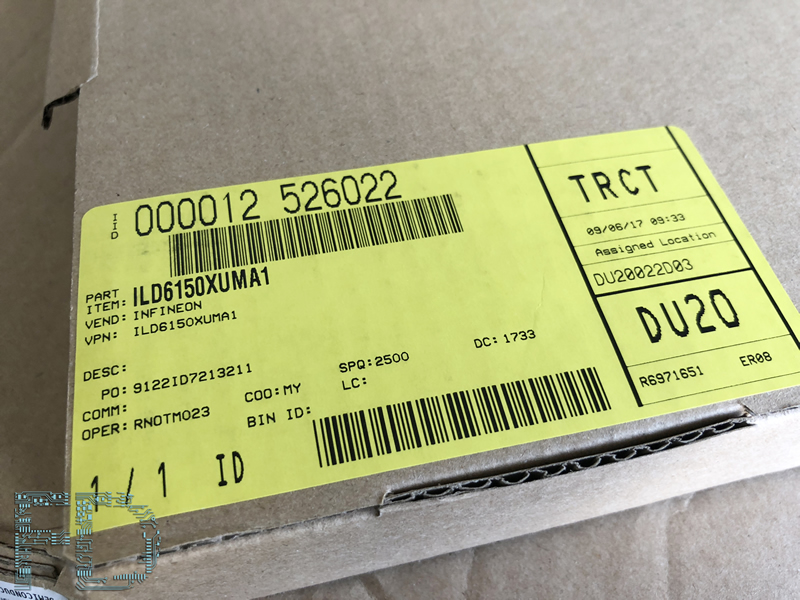 IID 000012 526022
PART
ITEM: ILD6150XUMA1
VEND: INFINEON
VPN: ILD6150XUMA1
DESC:
PO: 9122ID7213211
COO:MY
SPQ:2500
DC: 1733
COMM:
LC:
OPER: RNOTM023
BIN ID:
1 / 1 ID
TRCT
09/06/17 09:33
Assigned Location
DU20022D03
DU20
R6971651 ER08